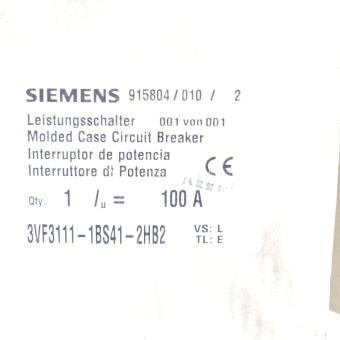 SIEMENS 915804/010 / 2
Leistungsschalter 001 von 001
Molded Case Circuit Breaker
Interruptor de potencia
Interruttore di Potenza CE
Qty. 1 Iu = 100 A
3VF3111-1BS41-2HB2 VS: L
TL: E